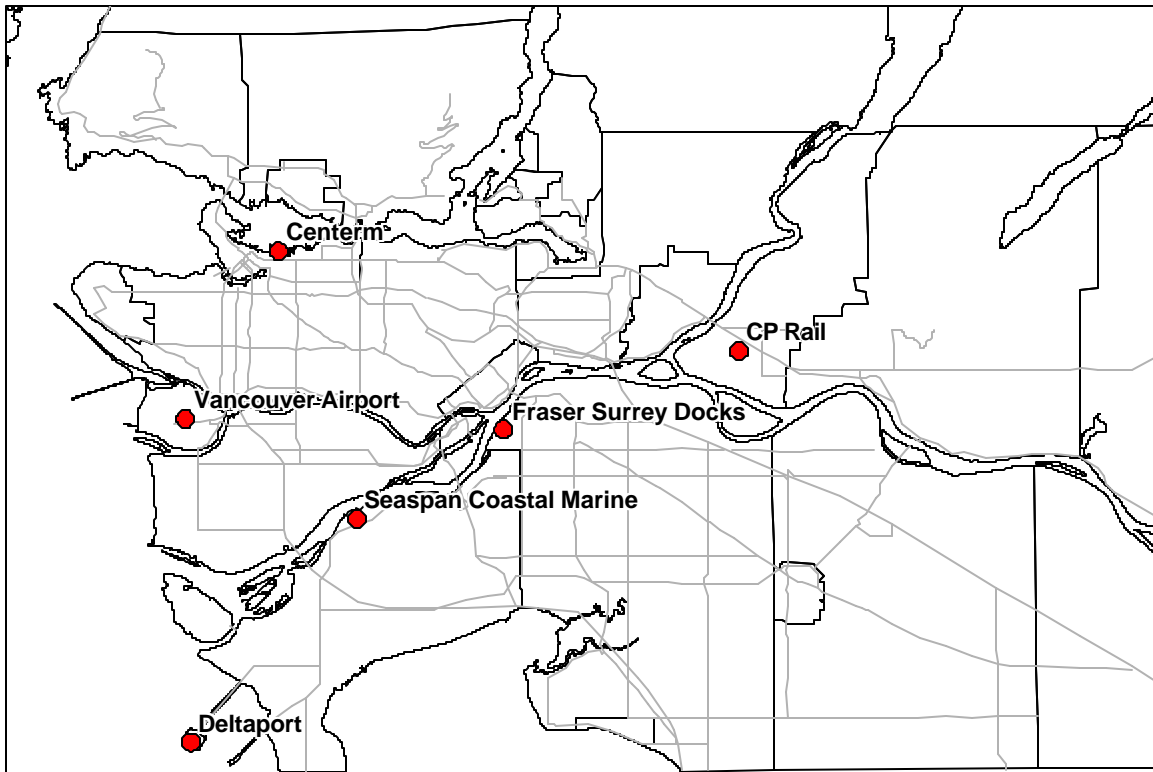 Centerm
CP Rail
Vancouver Airport
Fraser Surrey Docks
Seaspan Coastal Marine
Deltaport